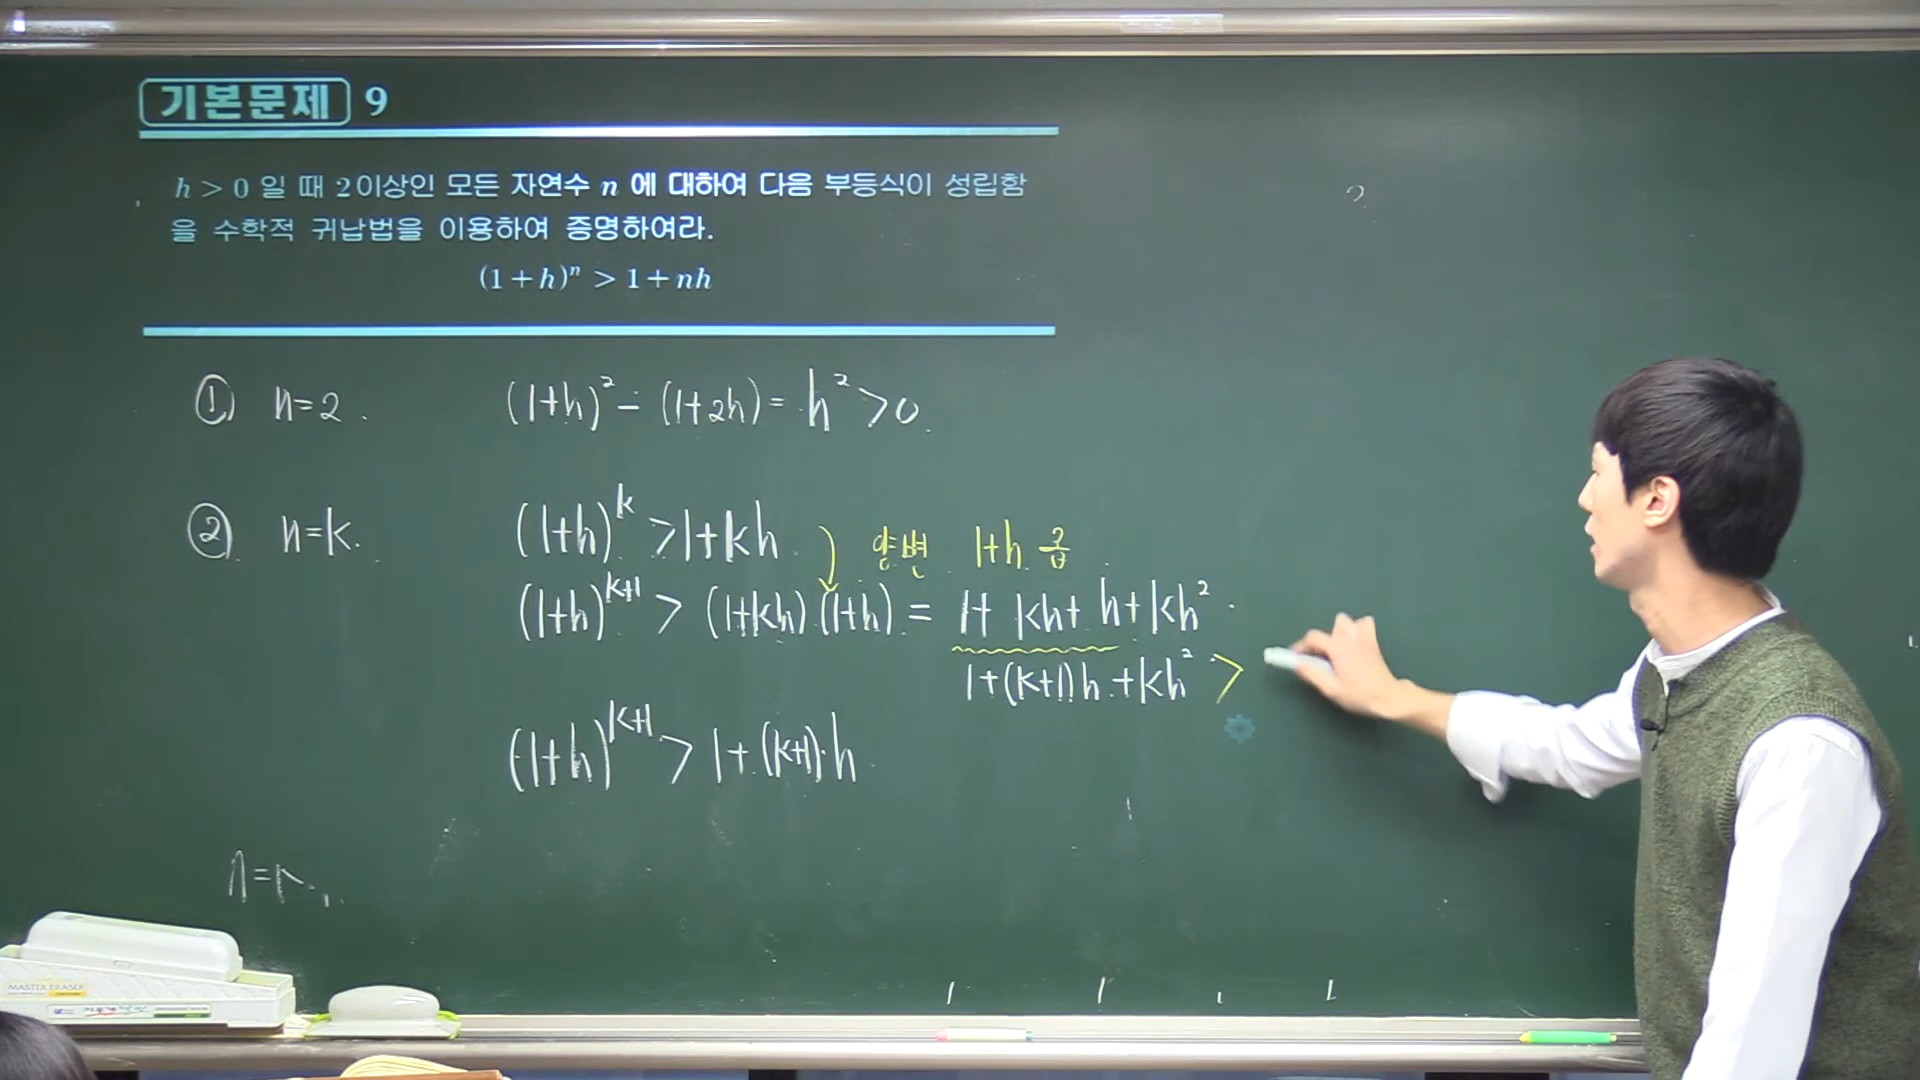 기본문제 9
h > 0 일 때 2 이상인 모든 자연수 n 에 대하여 다음 부등식이 성립함
을 수학적 귀납법을 이용하여 증명하여라.
(1+h)ⁿ > 1+nh
① n=2. (1+h)² - (1+2h) = h² > 0.
② n=k. (1+h)^k > 1+kh 양변 1+h 곱
(1+h)^(k+1) > (1+kh)(1+h) = 1+ kh+ h+kh².
1+(k+1)h+kh² >
(1+h)^(k+1) > 1+(k+1)·h
n=
MASTER ERASER